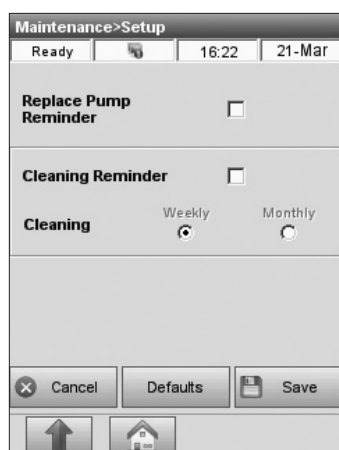 Maintenance>Setup
Ready 16:22 21-Mar
Replace Pump
Reminder
Cleaning Reminder
Weekly Monthly
Cleaning
Cancel Defaults Save